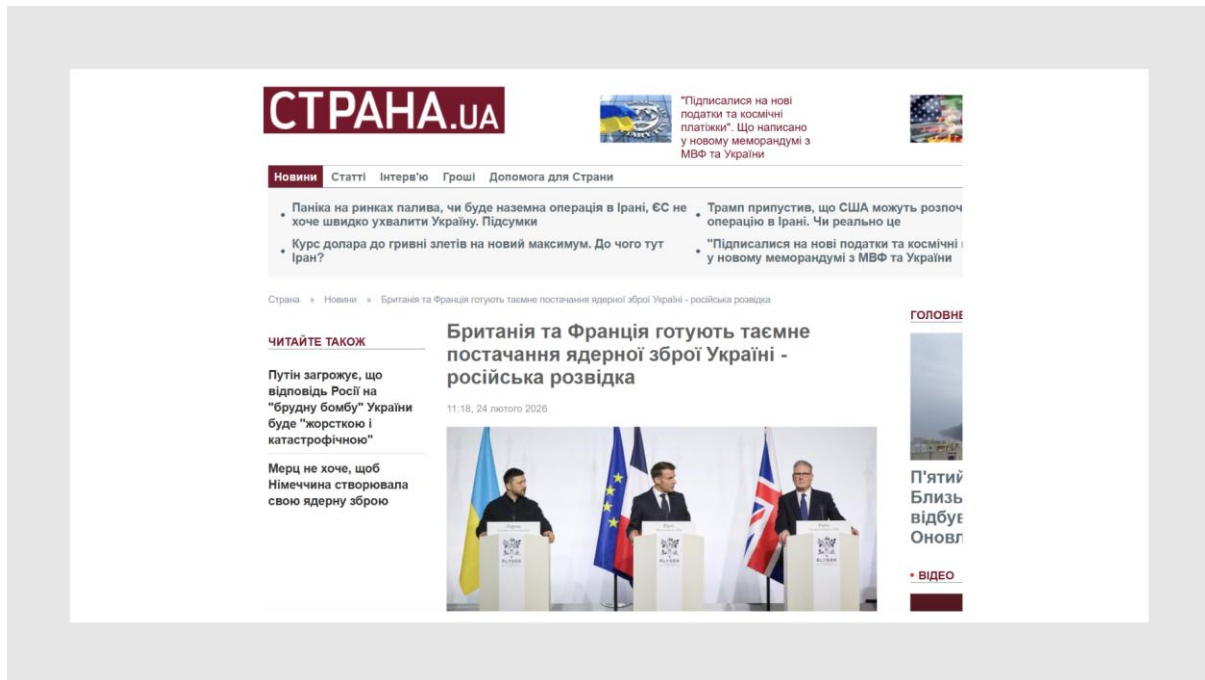 СТРАНА.UA
"Підписалися на нові
податки та космічні
платіжки". Що написано
у новому меморандумі з
МВФ та України
Новини Статті Інтерв'ю Гроші Допомога для Страни
Паніка на ринках палива, чи буде наземна операція в Ірані, ЄС не
хоче швидко ухвалити Україну. Підсумки
Курс долара до гривні злетів на новий максимум. До чого тут
Іран?
Трамп припустив, що США можуть розпоч
операцію в Ірані. Чи реально це
"Підписалися на нові податки та космічні
у новому меморандумі з МВФ та України
Страна » Новини » Британія та Франція готують таємне постачання ядерної зброї Україні - російська розвідка
ЧИТАЙТЕ ТАКОЖ
Путін загрожує, що
відповідь Росії на
"брудну бомбу" України
буде "жорсткою і
катастрофічною"
Мерц не хоче, щоб
Німеччина створювала
свою ядерну зброю
Британія та Франція готують таємне
постачання ядерної зброї Україні -
російська розвідка
11:18, 24 лютого 2026
ГОЛОВНЕ
П'ятий
Близь
відбує
Оновл
• ВІДЕО